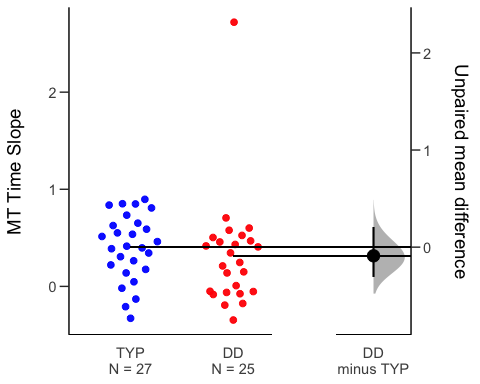 MT Time Slope
2
1
0
TYP
N = 27
DD
N = 25
DD
minus TYP
2
1
0
Unpaired mean difference